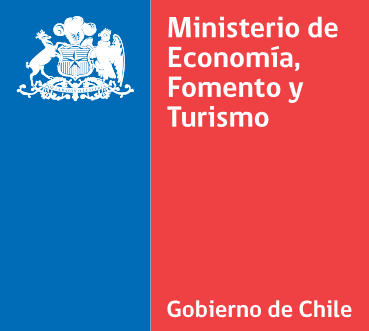 Ministerio de
Economía,
Fomento y
Turismo
Gobierno de Chile